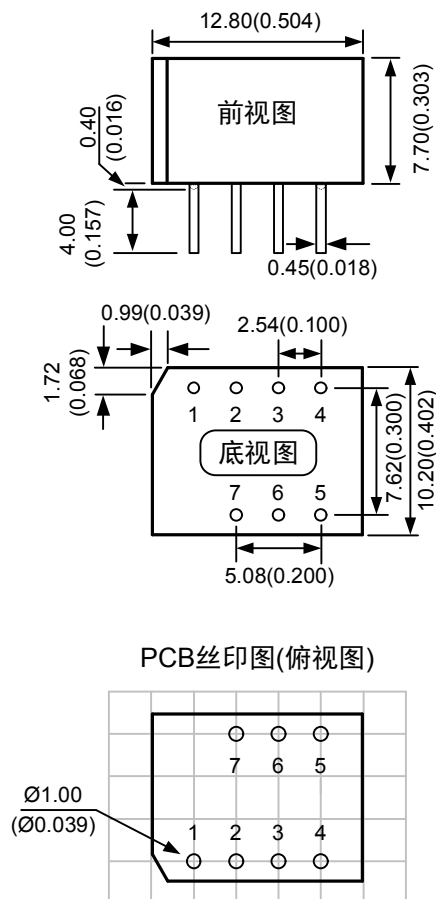 12.80(0.504)
前视图
7.70(0.303)
0.40
(0.016)
4.00
(0.157)
0.45(0.018)
0.99(0.039)
2.54(0.100)
1.72
(0.068)
1 2 3 4
底视图
7 6 5
7.62(0.300)
10.20(0.402)
5.08(0.200)
PCB丝印图(俯视图)
7 6 5
Ø1.00
(Ø0.039)
1 2 3 4